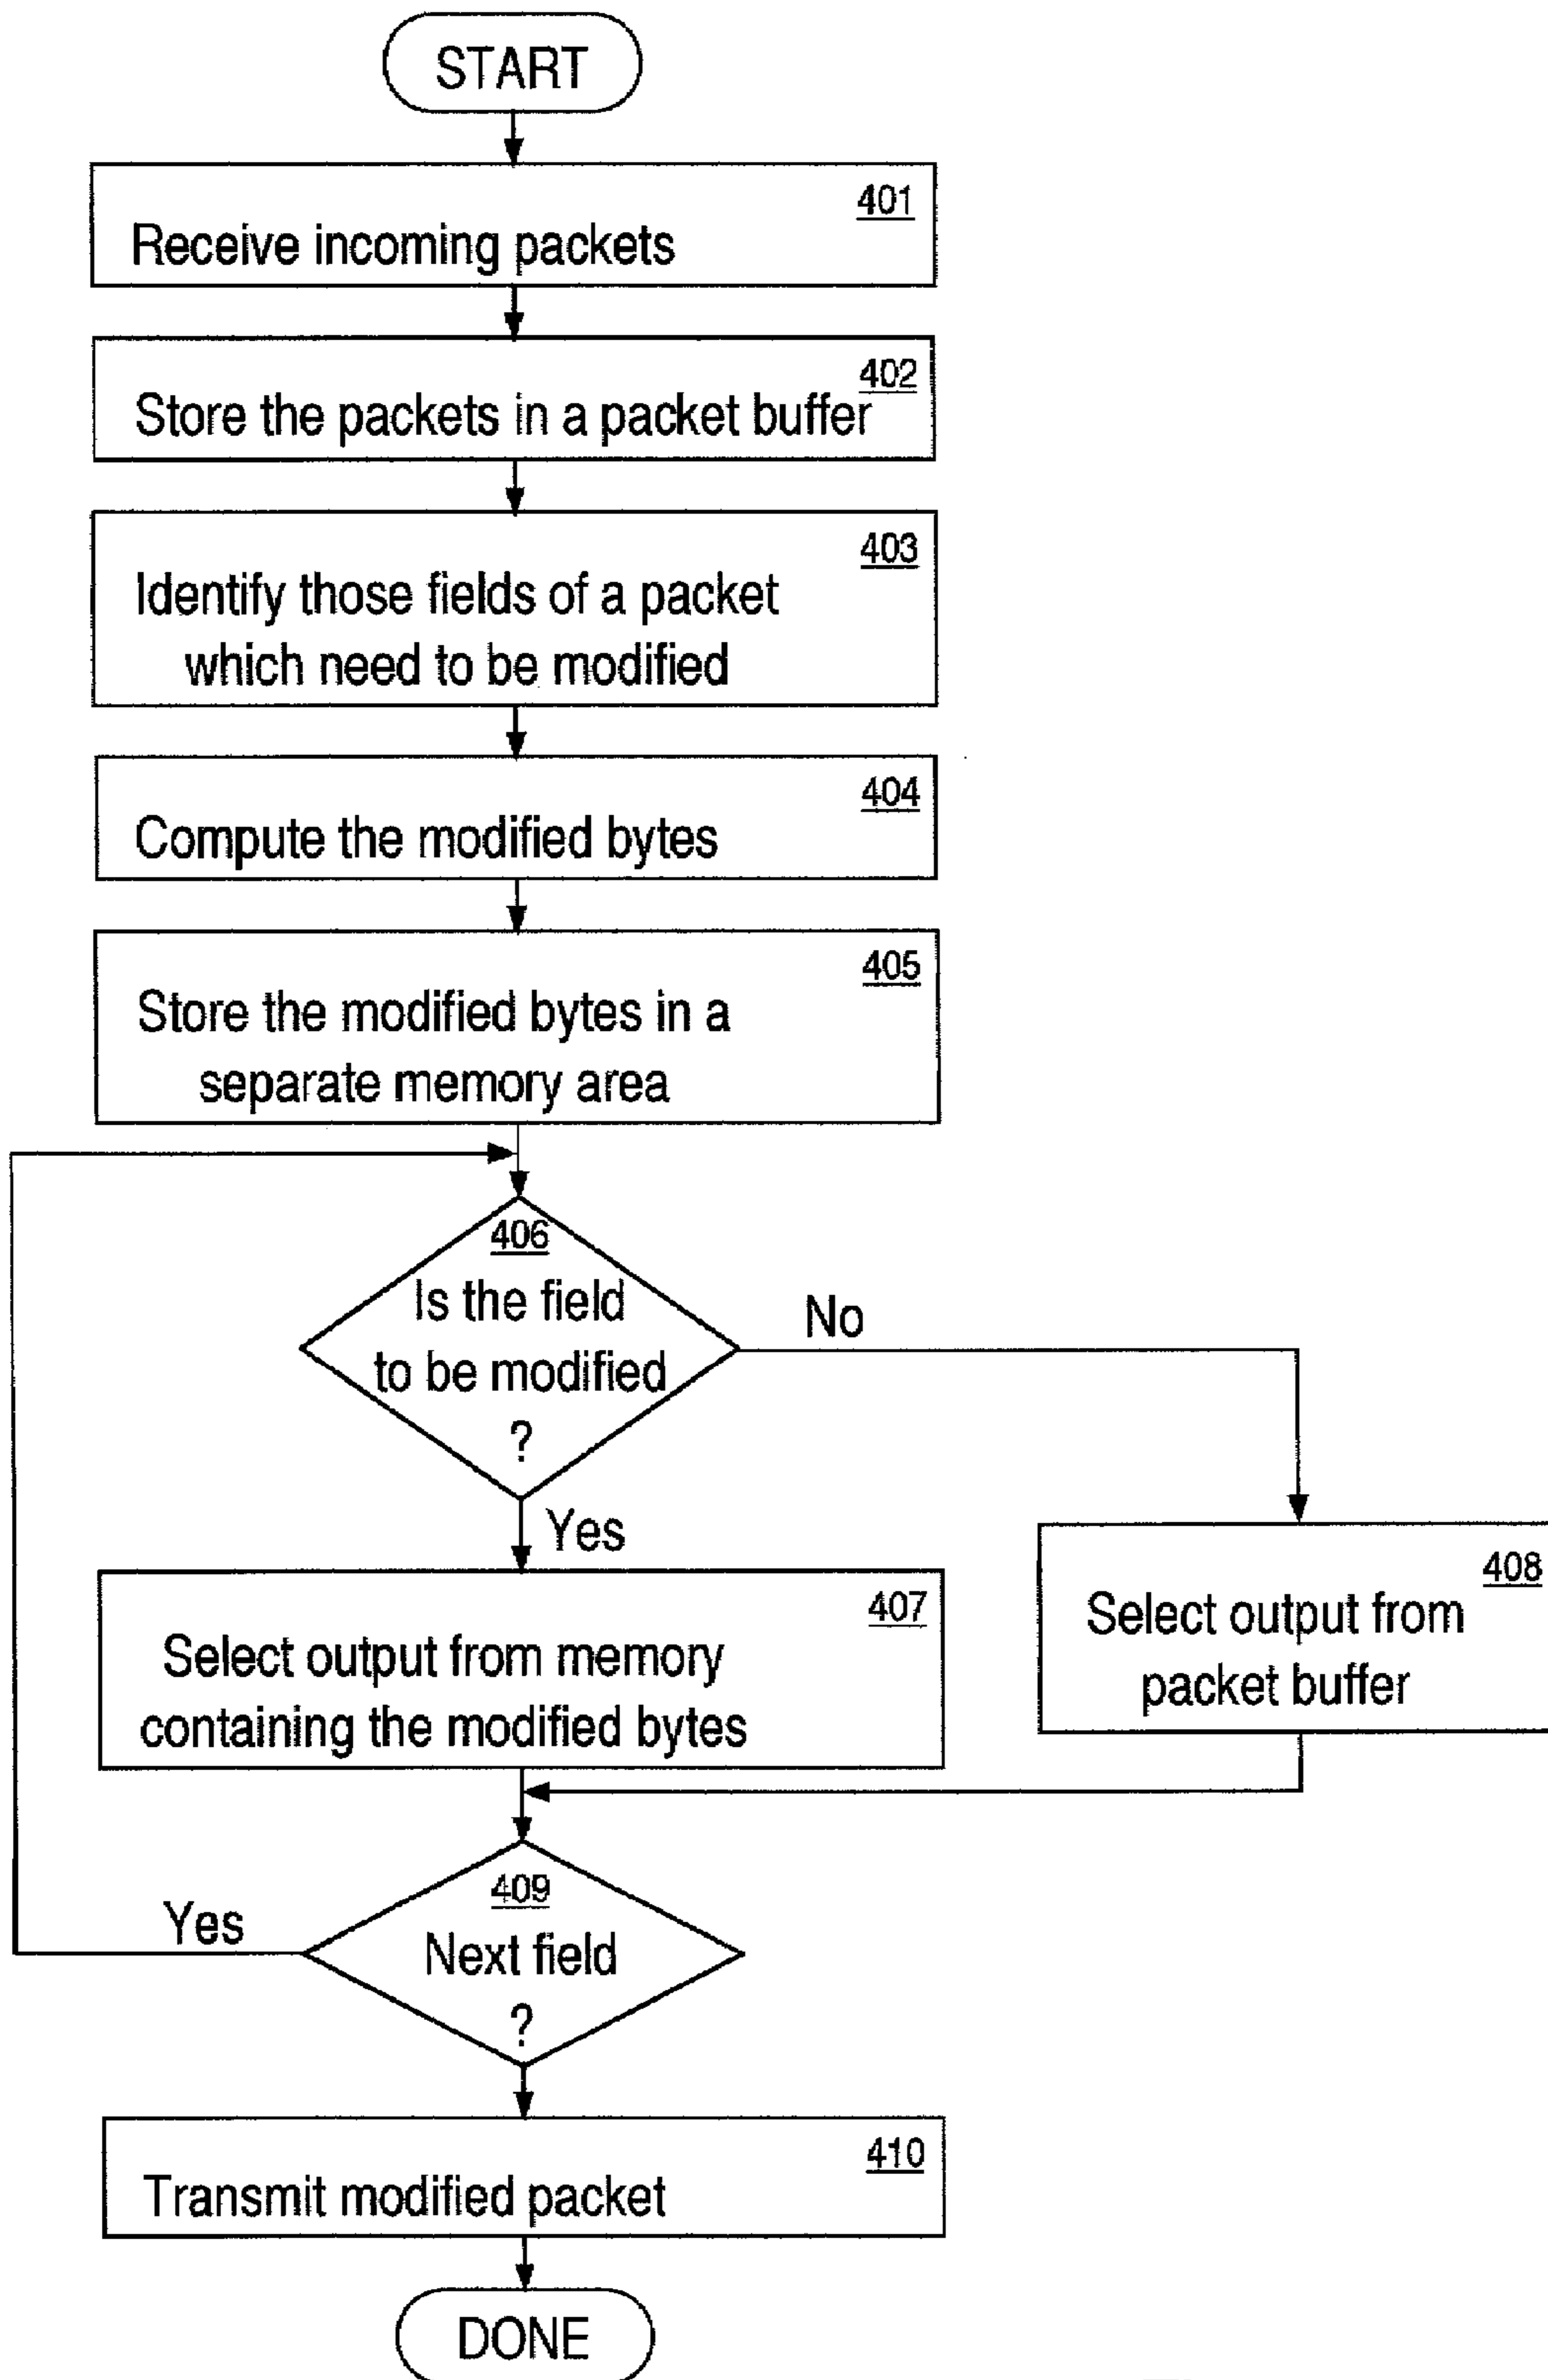 START
401
Receive incoming packets
402
Store the packets in a packet buffer
403
Identify those fields of a packet
which need to be modified
404
Compute the modified bytes
405
Store the modified bytes in a
separate memory area
406
Is the field
to be modified
?
No
Yes
407
Select output from memory
containing the modified bytes
408
Select output from
packet buffer
409
Next field
?
Yes
410
Transmit modified packet
DONE